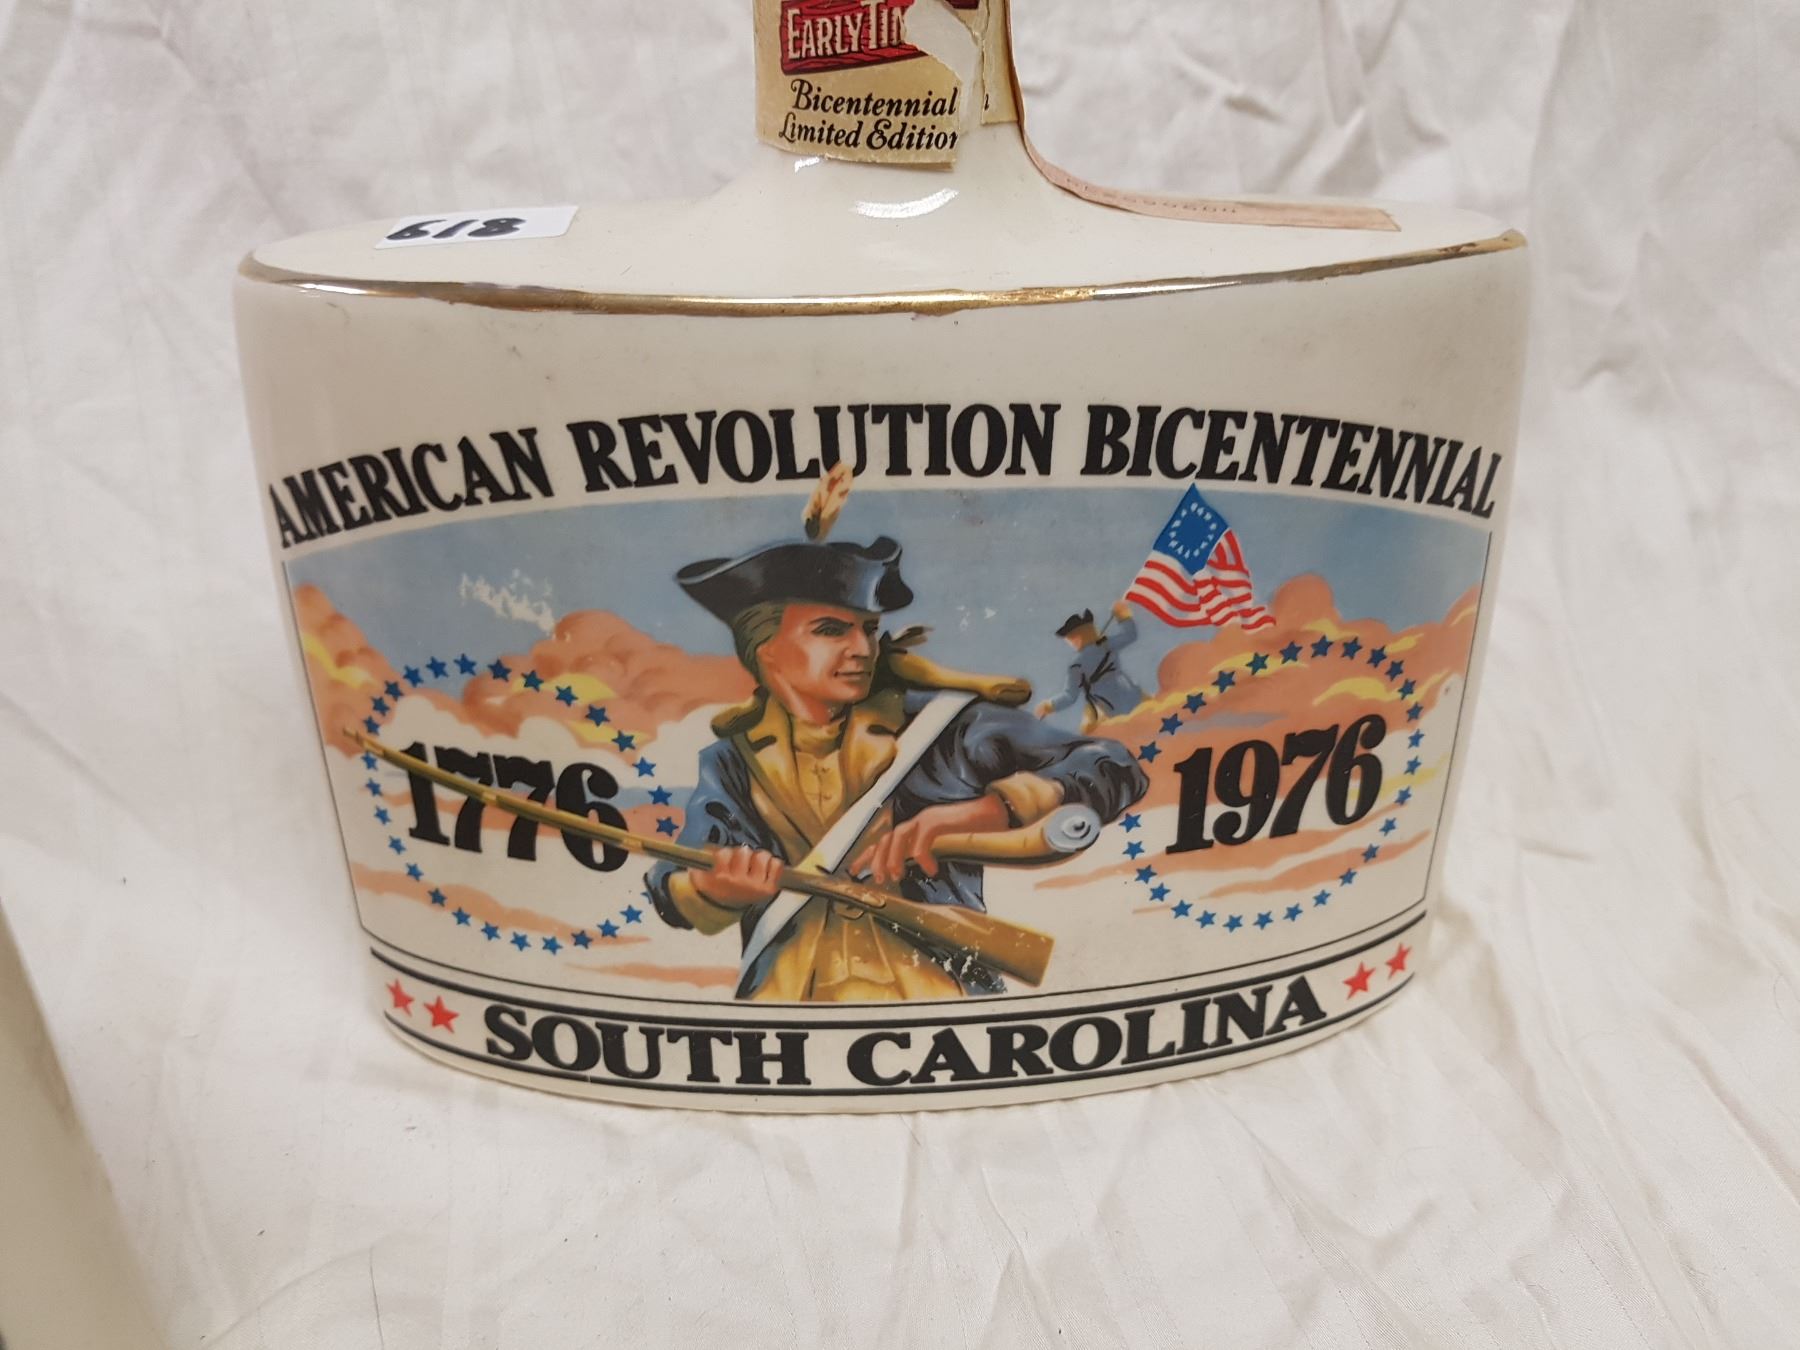 EARLY TIM
Bicentennial
Limited Edition
618
AMERICAN REVOLUTION BICENTENNIAL
1776
1976
SOUTH CAROLINA